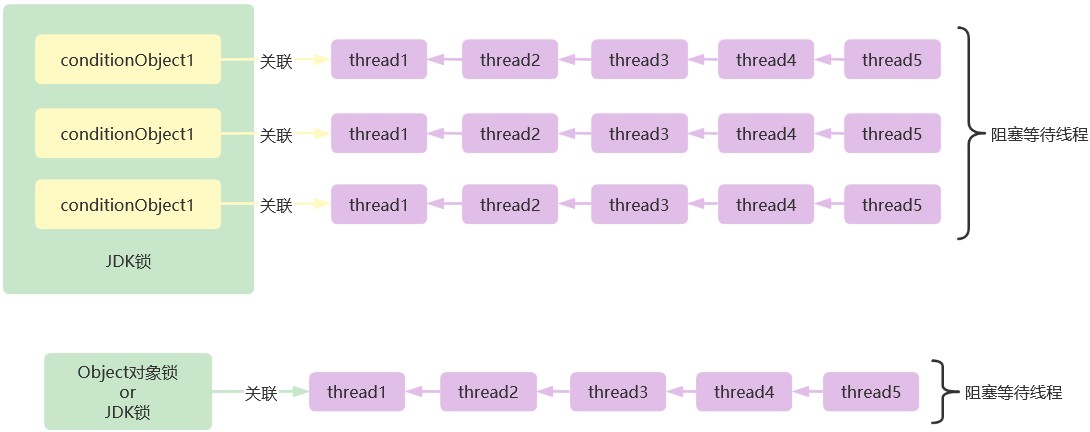 conditionObject1 关联 thread1 thread2 thread3 thread4 thread5
conditionObject1 关联 thread1 thread2 thread3 thread4 thread5
阻塞等待线程
conditionObject1 关联 thread1 thread2 thread3 thread4 thread5
JDK锁
Object对象锁
or
JDK锁
关联 thread1 thread2 thread3 thread4 thread5
阻塞等待线程